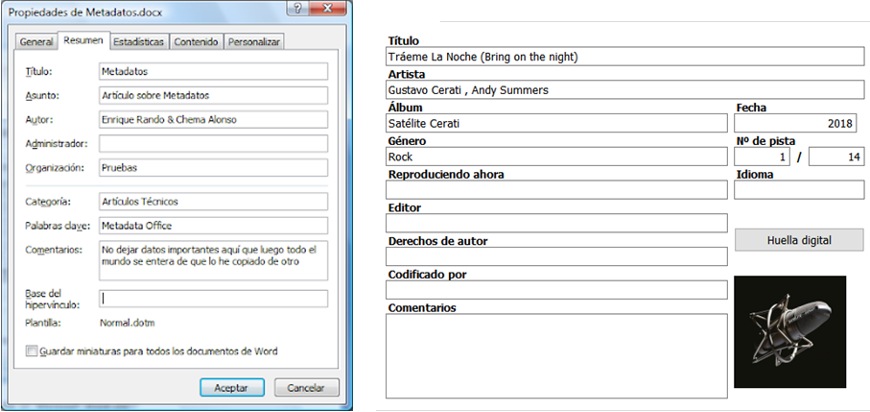 Propiedades de Metadatos.docx
General Resumen Estadísticas Contenido Personalizar
Título: Metadatos
Asunto: Artículo sobre Metadatos
Autor: Enrique Rando & Chema Alonso
Administrador:
Organización: Pruebas
Categoría: Artículos Técnicos
Palabras clave: Metadata Office
Comentarios: No dejar datos importantes aquí que luego todo el
mundo se entera de que lo he copiado de otro
Base del
hipervínculo:
Plantilla: Normal.dotm
Guardar miniaturas para todos los documentos de Word
Aceptar Cancelar
Título
Tráeme La Noche (Bring on the night)
Artista
Gustavo Cerati , Andy Summers
Álbum Fecha
Satélite Cerati 2018
Género Nº de pista
Rock 1 / 14
Reproduciendo ahora Idioma
Editor
Huella digital
Derechos de autor
Codificado por
Comentarios